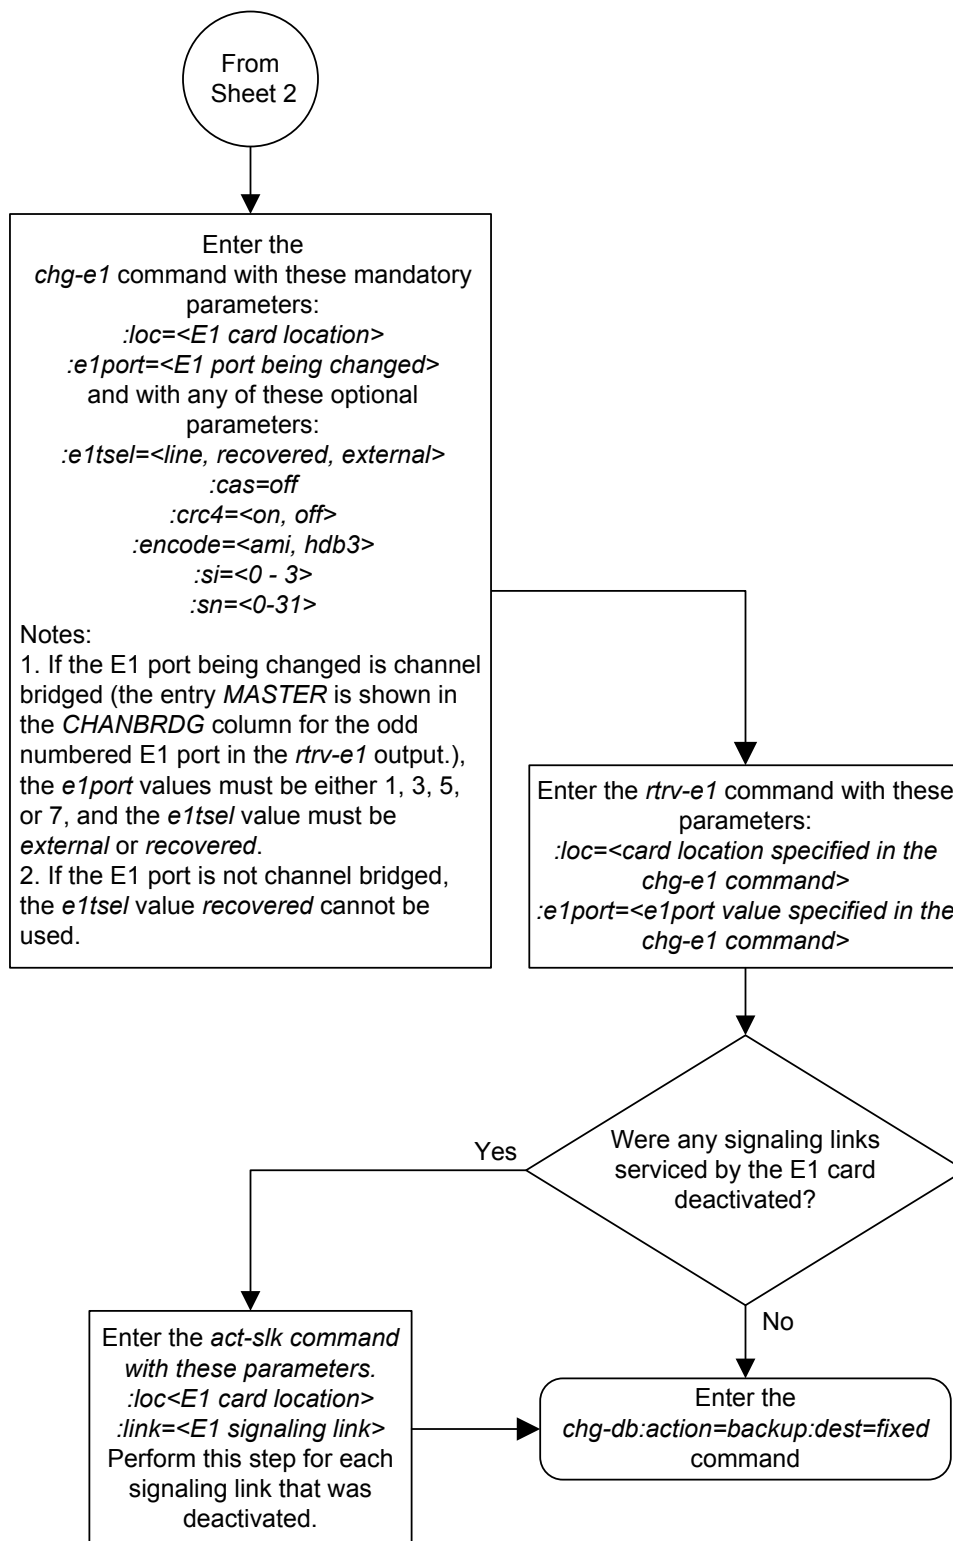 From
Sheet 2
Enter the
chg-e1 command with these mandatory
parameters:
:loc=<E1 card location>
:e1port=<E1 port being changed>
and with any of these optional
parameters:
:e1tsel=<line, recovered, external>
:cas=off
:crc4=<on, off>
:encode=<ami, hdb3>
:si=<0 - 3>
:sn=<0-31>
Notes:
1. If the E1 port being changed is channel
bridged (the entry MASTER is shown in
the CHANBRDG column for the odd
numbered E1 port in the rtrv-e1 output.),
the e1port values must be either 1, 3, 5,
or 7, and the e1tsel value must be
external or recovered.
2. If the E1 port is not channel bridged,
the e1tsel value recovered cannot be
used.
Enter the rtrv-e1 command with these
parameters:
:loc=<card location specified in the
chg-e1 command>
:e1port=<e1port value specified in the
chg-e1 command>
Were any signaling links
serviced by the E1 card
deactivated?
Yes
No
Enter the act-slk command
with these parameters.
:loc<E1 card location>
:link=<E1 signaling link>
Perform this step for each
signaling link that was
deactivated.
Enter the
chg-db:action=backup:dest=fixed
command